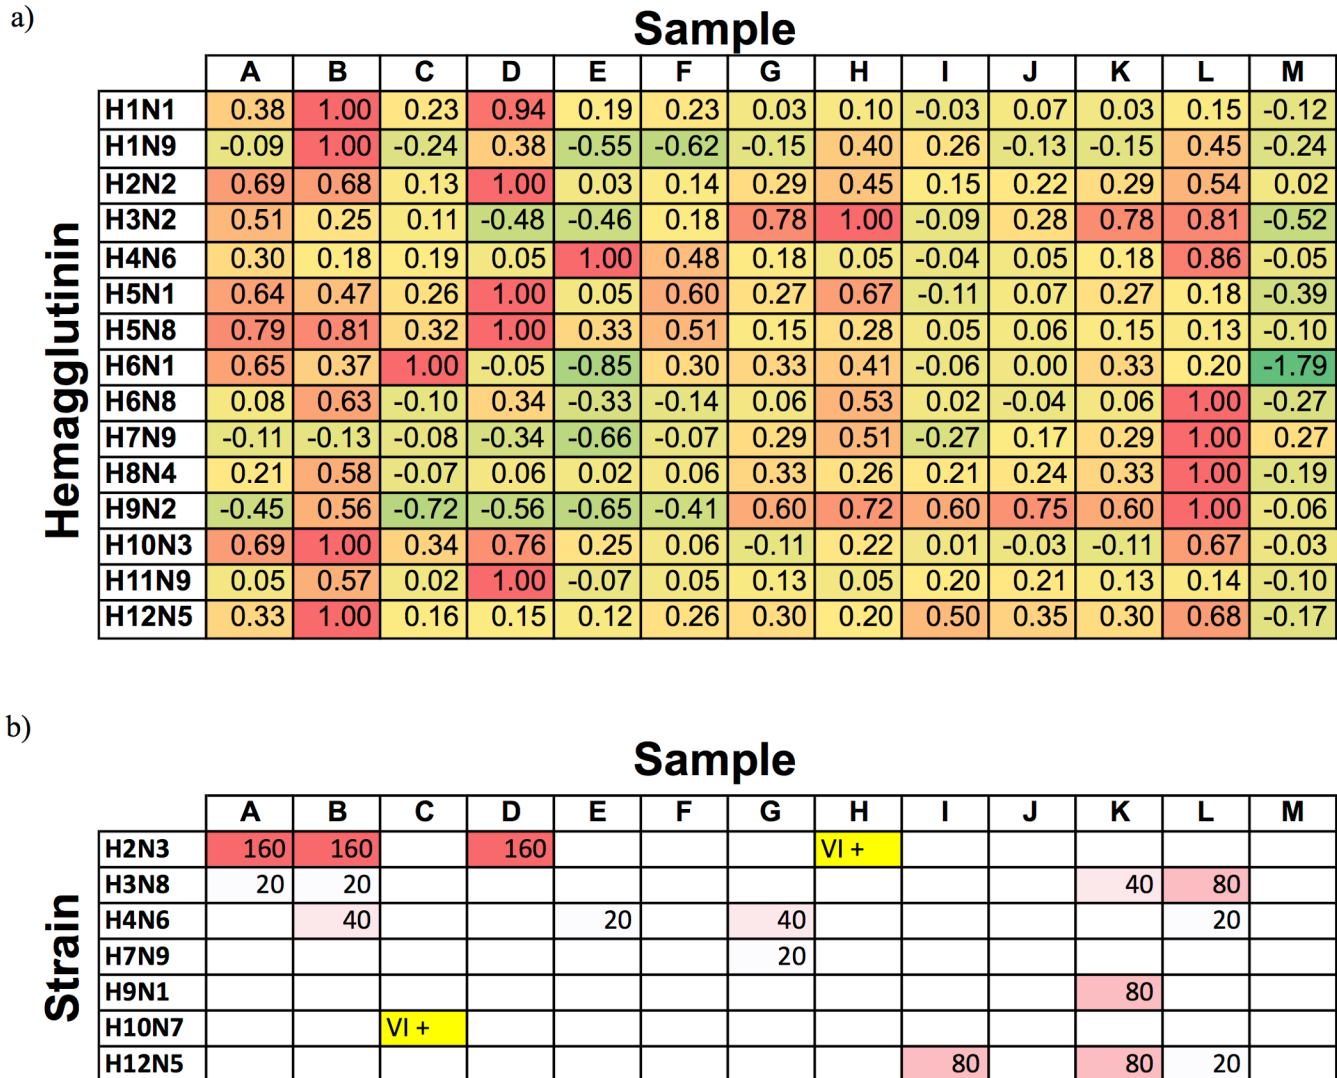 a)
Sample
A B C D E F G H I J K L M
Hemagglutinin
H1N1 0.38 1.00 0.23 0.94 0.19 0.23 0.03 0.10 -0.03 0.07 0.03 0.15 -0.12
H1N9 -0.09 1.00 -0.24 0.38 -0.55 -0.62 -0.15 0.40 0.26 -0.13 -0.15 0.45 -0.24
H2N2 0.69 0.68 0.13 1.00 0.03 0.14 0.29 0.45 0.15 0.22 0.29 0.54 0.02
H3N2 0.51 0.25 0.11 -0.48 -0.46 0.18 0.78 1.00 -0.09 0.28 0.78 0.81 -0.52
H4N6 0.30 0.18 0.19 0.05 1.00 0.48 0.18 0.05 -0.04 0.05 0.18 0.86 -0.05
H5N1 0.64 0.47 0.26 1.00 0.05 0.60 0.27 0.67 -0.11 0.07 0.27 0.18 -0.39
H5N8 0.79 0.81 0.32 1.00 0.33 0.51 0.15 0.28 0.05 0.06 0.15 0.13 -0.10
H6N1 0.65 0.37 1.00 -0.05 -0.85 0.30 0.33 0.41 -0.06 0.00 0.33 0.20 -1.79
H6N8 0.08 0.63 -0.10 0.34 -0.33 -0.14 0.06 0.53 0.02 -0.04 0.06 1.00 -0.27
H7N9 -0.11 -0.13 -0.08 -0.34 -0.66 -0.07 0.29 0.51 -0.27 0.17 0.29 1.00 0.27
H8N4 0.21 0.58 -0.07 0.06 0.02 0.06 0.33 0.26 0.21 0.24 0.33 1.00 -0.19
H9N2 -0.45 0.56 -0.72 -0.56 -0.65 -0.41 0.60 0.72 0.60 0.75 0.60 1.00 -0.06
H10N3 0.69 1.00 0.34 0.76 0.25 0.06 -0.11 0.22 0.01 -0.03 -0.11 0.67 -0.03
H11N9 0.05 0.57 0.02 1.00 -0.07 0.05 0.13 0.05 0.20 0.21 0.13 0.14 -0.10
H12N5 0.33 1.00 0.16 0.15 0.12 0.26 0.30 0.20 0.50 0.35 0.30 0.68 -0.17
b)
Sample
A B C D E F G H I J K L M
Strain
H2N3 160 160 160 VI +
H3N8 20 20 40 80
H4N6 40 20 40 20
H7N9 20
H9N1 80
H10N7 VI +
H12N5 80 80 20